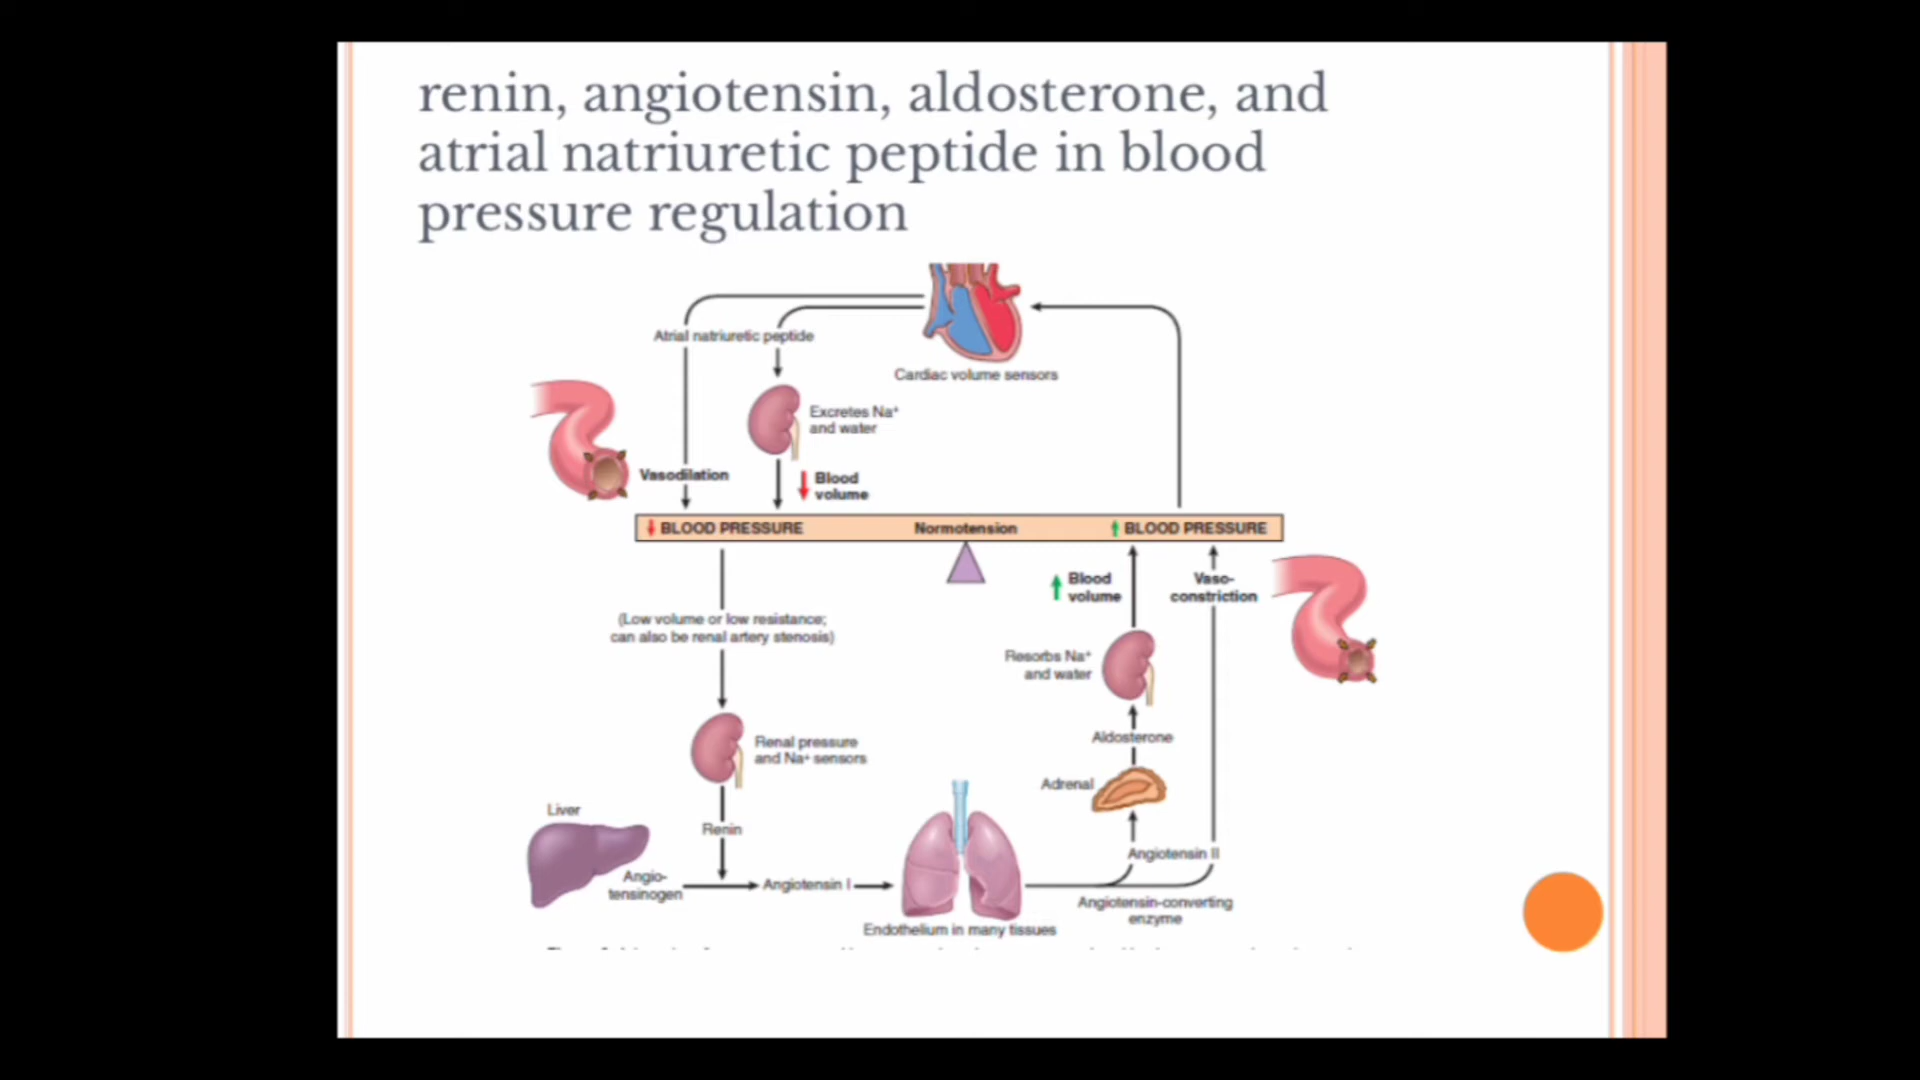 renin, angiotensin, aldosterone, and
atrial natriuretic peptide in blood
pressure regulation
Atrial natriuretic peptide
Cardiac volume sensors
Excretes Na+
and water
Vasodilation
Blood
volume
BLOOD PRESSURE
Normotension
BLOOD PRESSURE
Blood
volume
Vaso-
constriction
(Low volume or low resistance;
can also be renal artery stenosis)
Resorbs Na+
and water
Renal pressure
and Na+ sensors
Aldosterone
Adrenal
Liver
Renin
Angiotensin II
Angio-
tensinogen
Angiotensin I
Angiotensin-converting
enzyme
Endothelium in many tissues